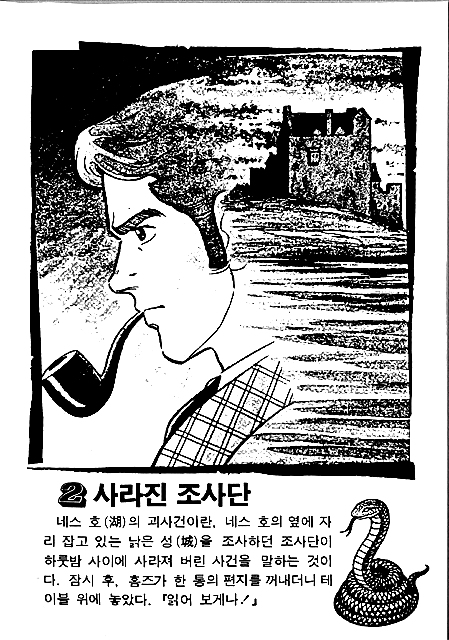 2 사라진 조사단
네스 호(湖)의 괴사건이란, 네스 호의 옆에 자
리 잡고 있는 낡은 성(城)을 조사하던 조사단이
하룻밤 사이에 사라져 버린 사건을 말하는 것이
다. 잠시 후, 홈즈가 한 통의 편지를 꺼내더니 테
이블 위에 놓았다. 『읽어 보게나!』